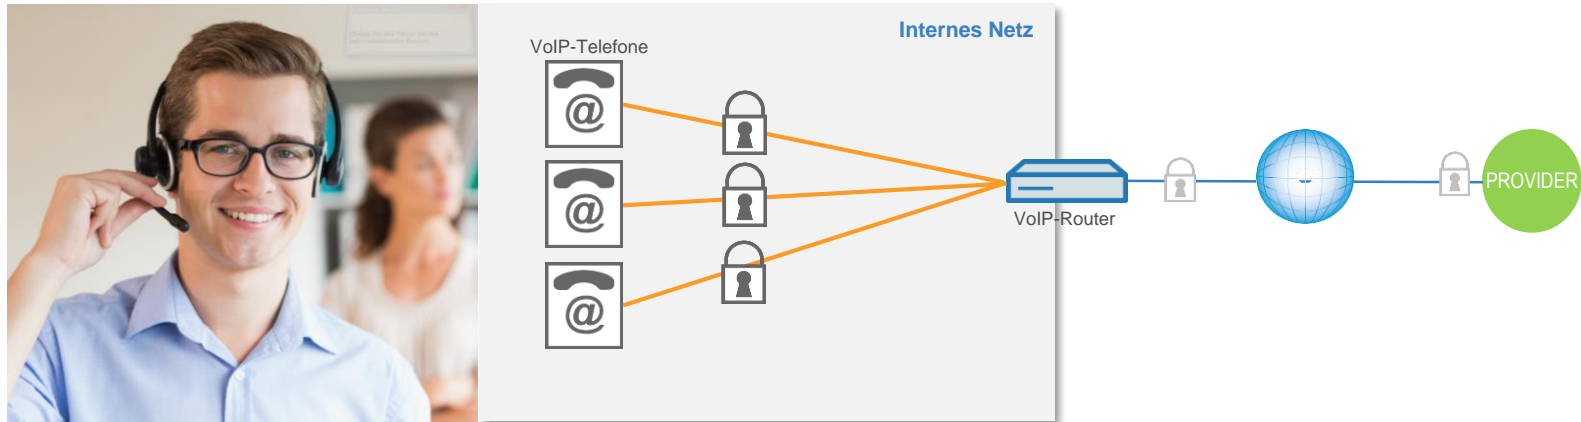 Internes Netz
VoIP-Telefone
@
@
@
VoIP-Router
PROVIDER